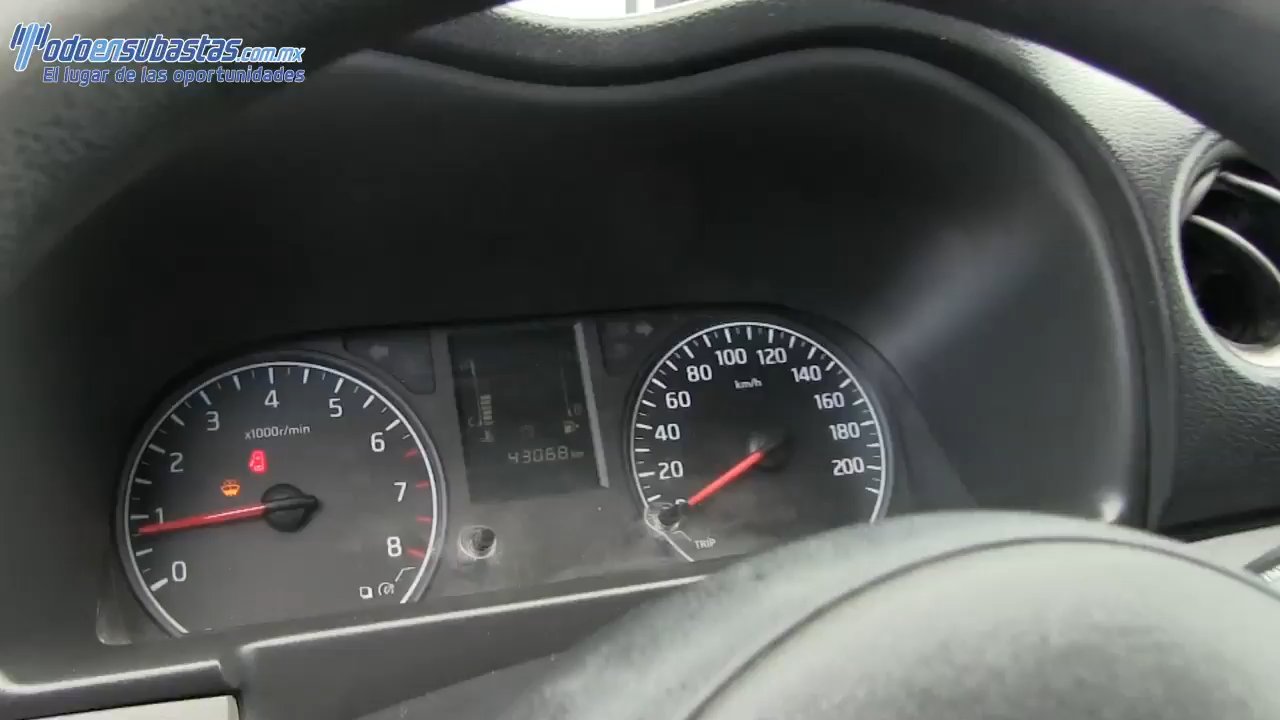 Todoensubastas.com.mx
El lugar de las oportunidades
0
1
2
3
4
5
6
7
8
x1000r/min
C
43068 km
0
20
40
60
80
100
120
140
160
180
200
km/h
TRIP